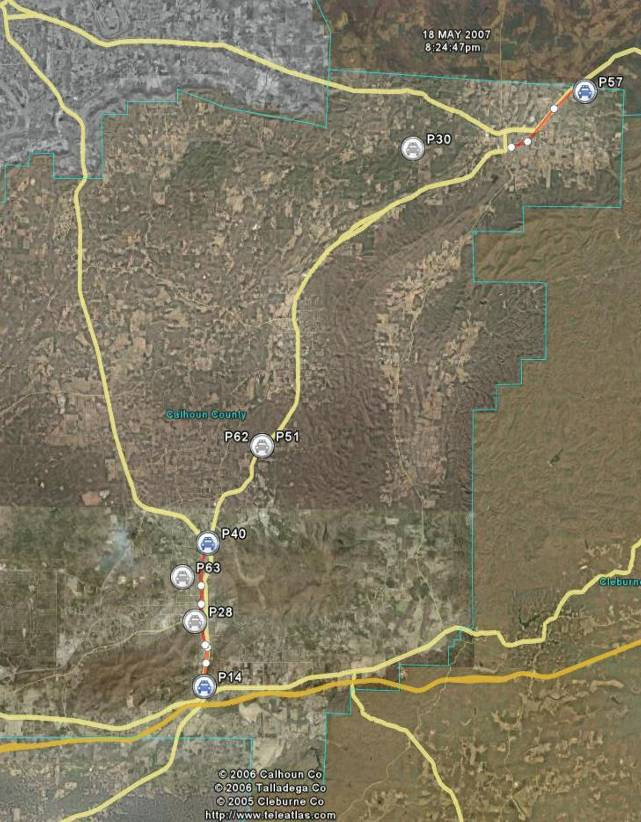 18 MAY 2007
8:24:47pm
P57
P30
Calhoun County
P62 P51
P40
P63
Cleburne
P28
P14
© 2006 Calhoun Co
© 2006 Talladega Co
© 2005 Cleburne Co
http://www.teleatlas.com